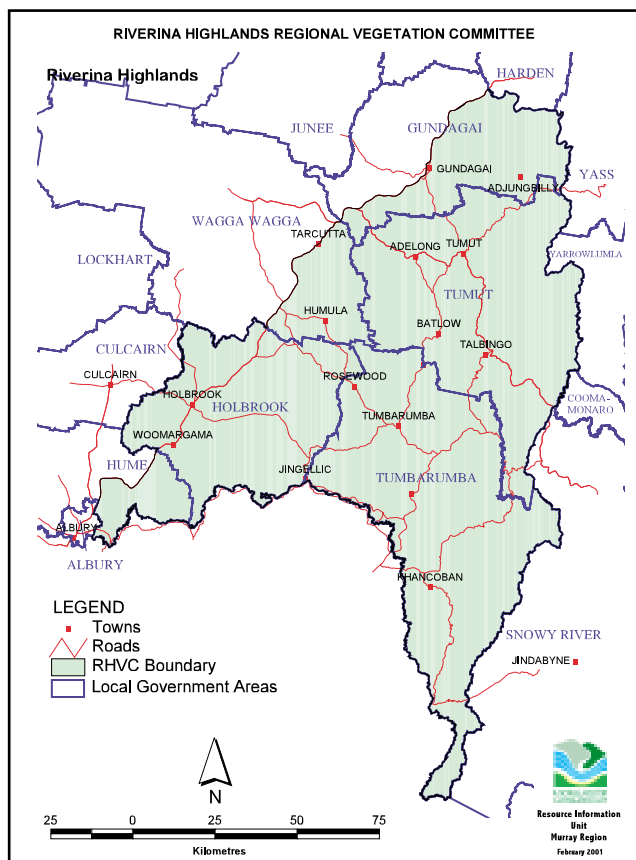 RIVERINA HIGHLANDS REGIONAL VEGETATION COMMITTEE
Riverina Highlands
HARDEN
JUNEE
GUNDAGAI
GUNDAGAI
YASS
ADJUNGBILLY
WAGGA WAGGA
TARCUTTA
ADELONG
TUMUT
YARROWLUMLA
LOCKHART
TUMUT
HUMULA
BATLOW
CULCAIRN
TALBINGO
CULCAIRN
ROSEWOOD
HOLBROOK
HOLBROOK
COOMA-
MONARO
TUMBARUMBA
WOOMARGAMA
HUME
JINGELLIC
TUMBARUMBA
ALBURY
ALBURY
KHANCOBAN
LEGEND
Towns
Roads
RHVC Boundary
Local Government Areas
SNOWY RIVER
JINDABYNE
N
25 0 25 50 75
Kilometres
Resource Information
Unit
Murray Region
February 2001